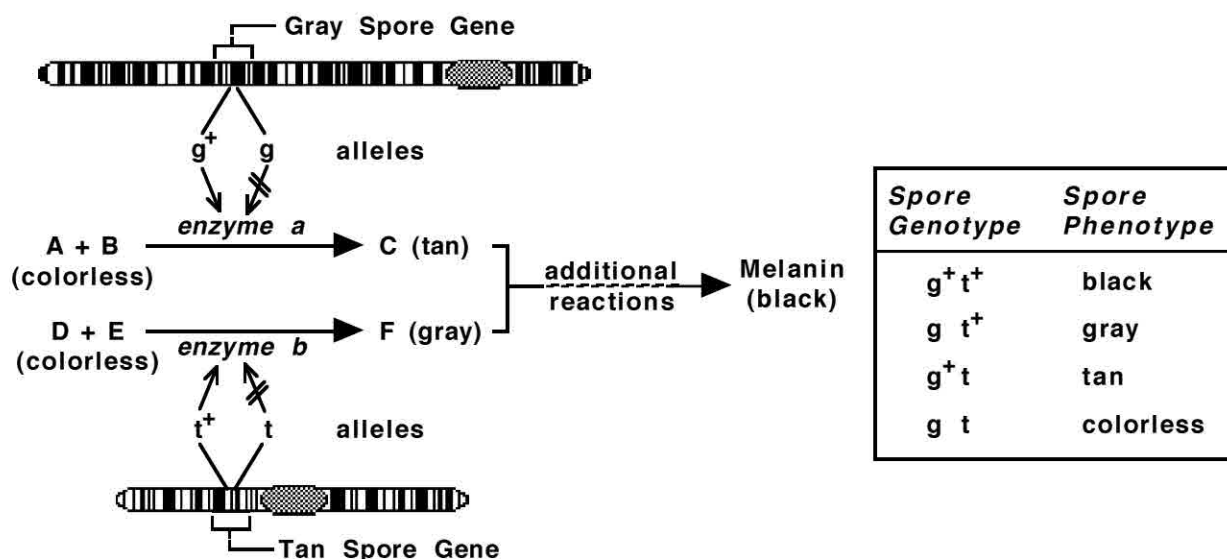 Gray Spore Gene
g+ g alleles
enzyme a
A + B
(colorless)
C (tan)
additional
reactions
Melanin
(black)
D + E
(colorless)
F (gray)
enzyme b
t+ t alleles
Tan Spore Gene
Spore Genotype Spore Phenotype
g+ t+ black
g t+ gray
g+ t tan
g t colorless